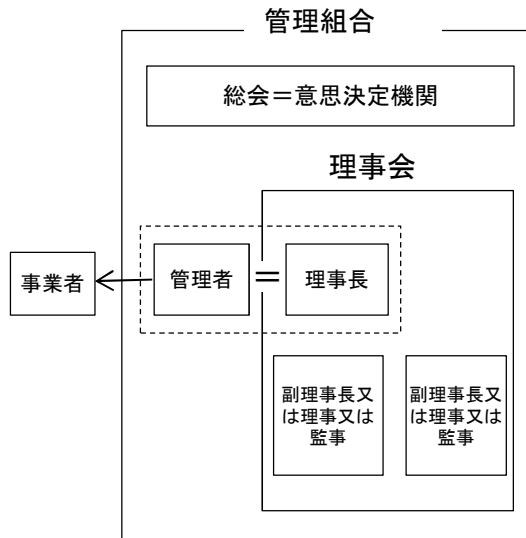 管理組合
総会＝意思決定機関
理事会
事業者
管理者
＝
理事長
副理事長又
は理事又は
監事
副理事長又
は理事又は
監事